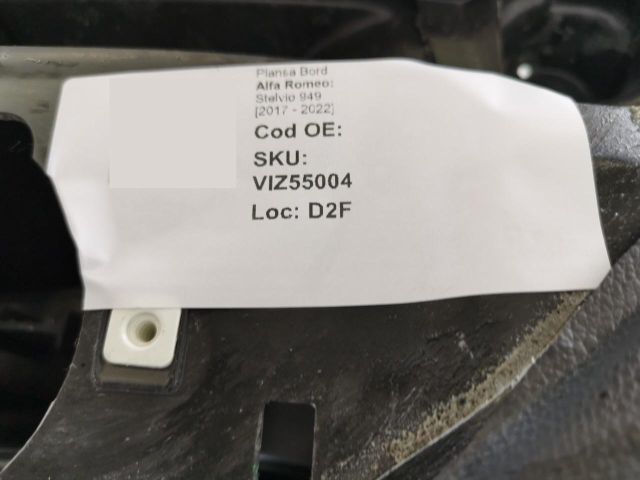 Plansa Bord
Alfa Romeo:
Stelvio 949
[2017 - 2022]
Cod OE:
SKU:
VIZ55004
Loc: D2F